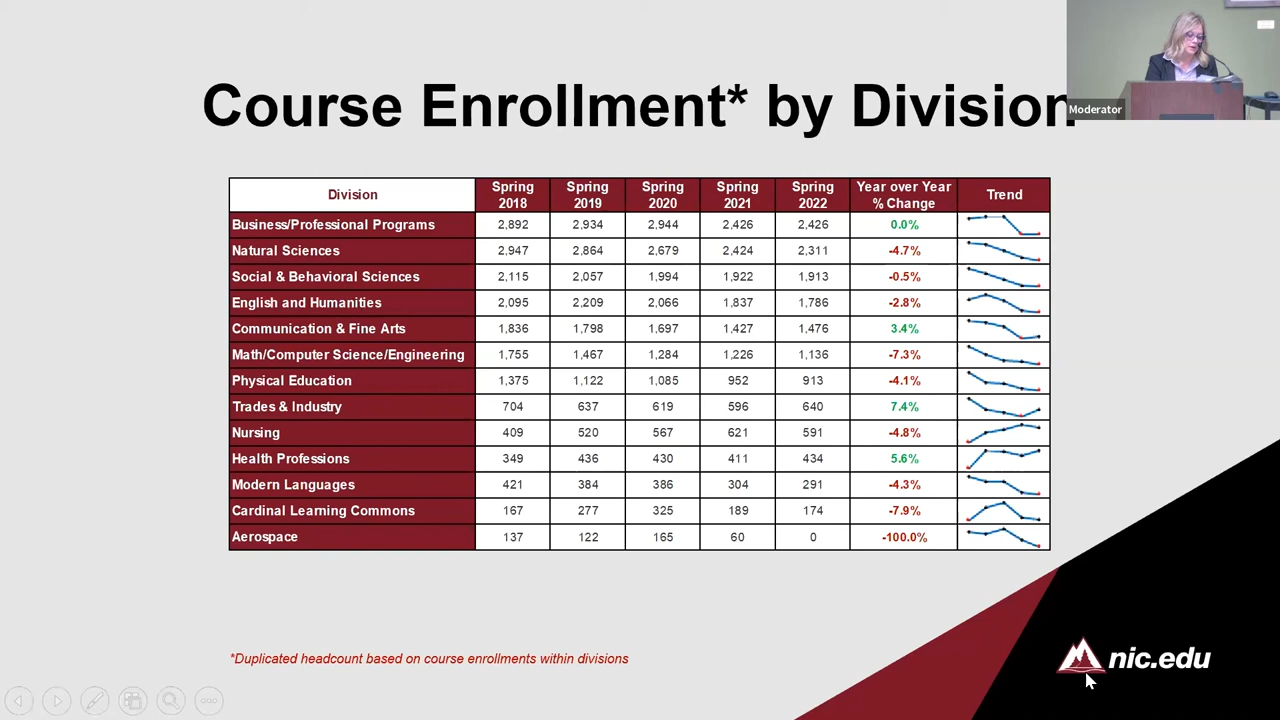 Course Enrollment* by Division
Moderator
Division Spring 2018 Spring 2019 Spring 2020 Spring 2021 Spring 2022 Year over Year % Change Trend
Business/Professional Programs 2,892 2,934 2,944 2,426 2,426 0.0%
Natural Sciences 2,947 2,864 2,679 2,424 2,311 -4.7%
Social & Behavioral Sciences 2,115 2,057 1,994 1,922 1,913 -0.5%
English and Humanities 2,095 2,209 2,066 1,837 1,786 -2.8%
Communication & Fine Arts 1,836 1,798 1,697 1,427 1,476 3.4%
Math/Computer Science/Engineering 1,755 1,467 1,284 1,226 1,136 -7.3%
Physical Education 1,375 1,122 1,085 952 913 -4.1%
Trades & Industry 704 637 619 596 640 7.4%
Nursing 409 520 567 621 591 -4.8%
Health Professions 349 436 430 411 434 5.6%
Modern Languages 421 384 386 304 291 -4.3%
Cardinal Learning Commons 167 277 325 189 174 -7.9%
Aerospace 137 122 165 60 0 -100.0%
*Duplicated headcount based on course enrollments within divisions
nic.edu